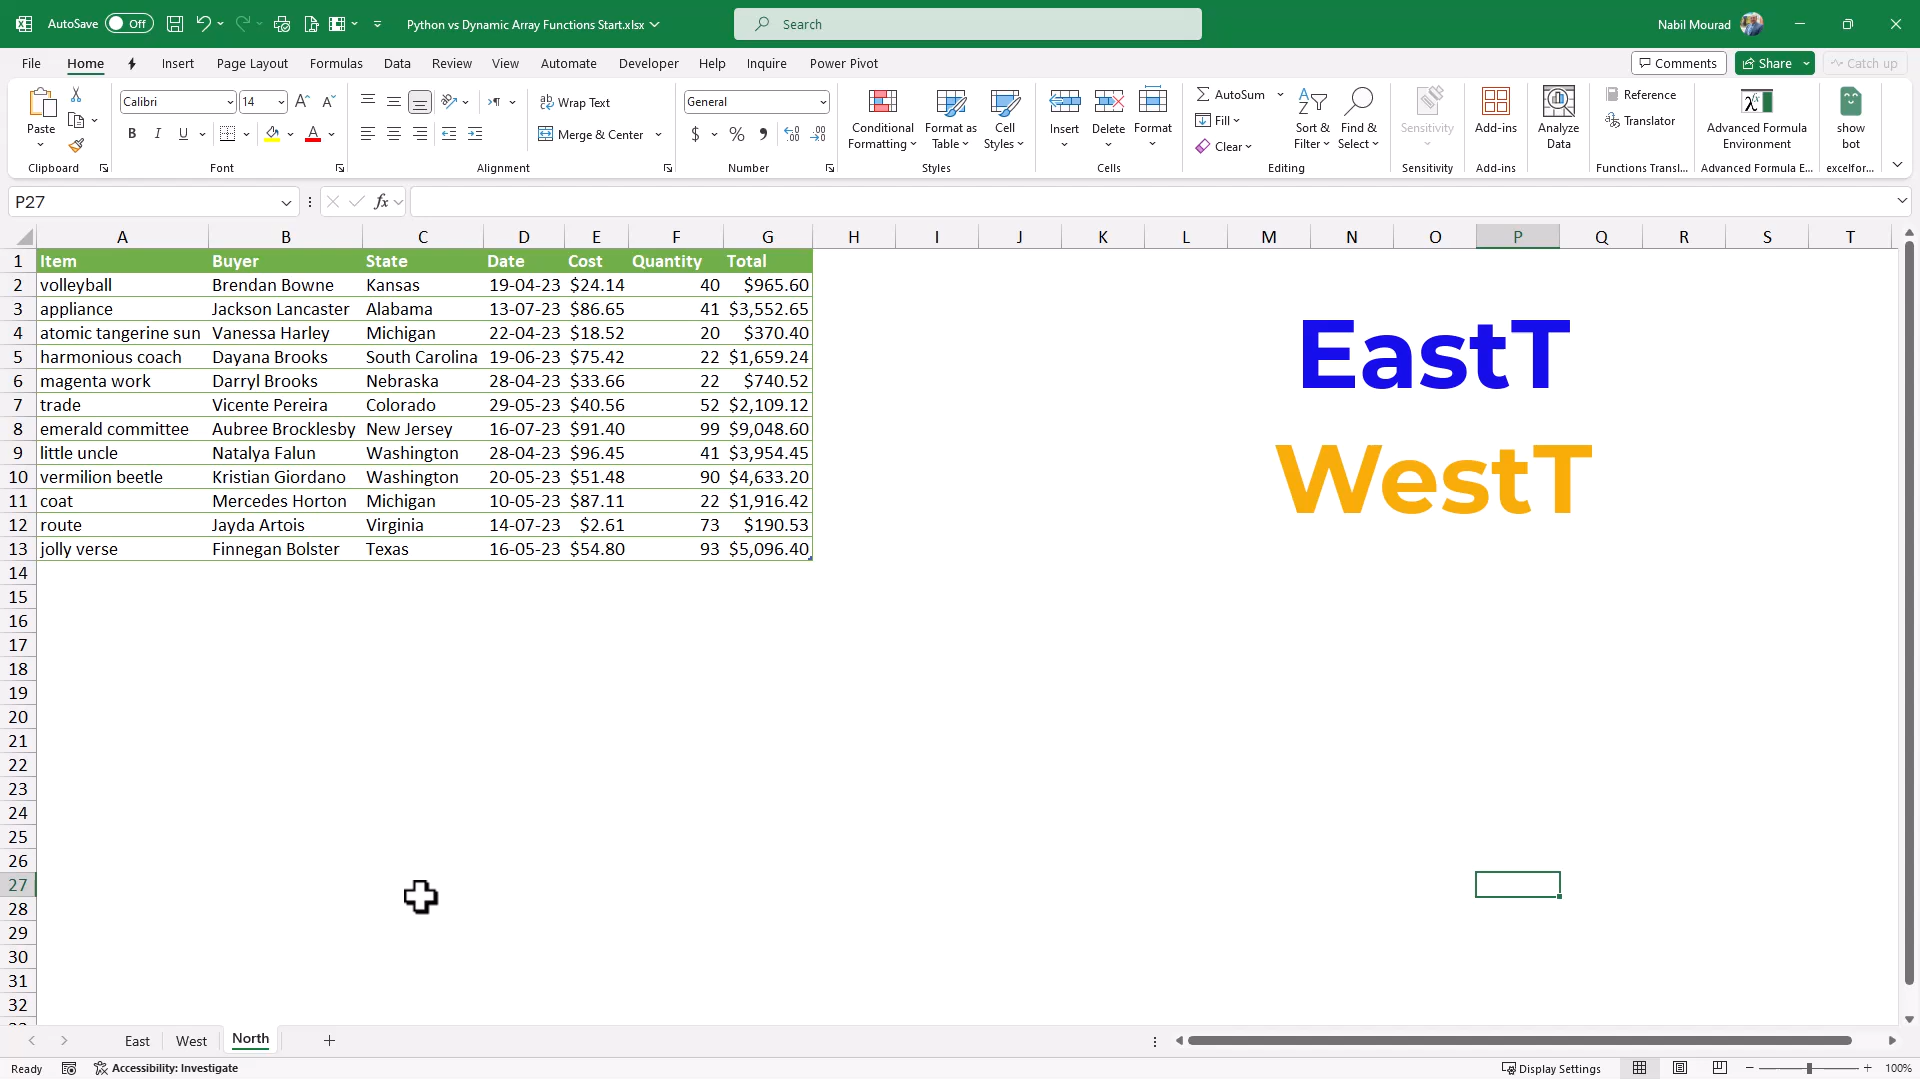 AutoSave Off Python vs Dynamic Array Functions Start.xlsx Search Nabil Mourad
File Home Insert Page Layout Formulas Data Review View Automate Developer Help Inquire Power Pivot Comments Share Catch up
Paste
Clipboard
Calibri 14
B I U A
Font
Wrap Text
Merge & Center
Alignment
General
$ % 
Number
Conditional Formatting
Format as Table
Cell Styles
Styles
Insert Delete Format
Cells
AutoSum
Fill
Clear
Sort & Filter
Find & Select
Editing
Sensitivity
Sensitivity
Add-ins
Add-ins
Analyze Data
Reference
Translator
Functions Transl...
Advanced Formula Environment
Advanced Formula E...
show bot
excelfor...
P27 fx
A B C D E F G H I J K L M N O P Q R S T
1 Item Buyer State Date Cost Quantity Total
2 volleyball Brendan Bowne Kansas 19-04-23 $24.14 40 $965.60
3 appliance Jackson Lancaster Alabama 13-07-23 $86.65 41 $3,552.65
4 atomic tangerine sun Vanessa Harley Michigan 22-04-23 $18.52 20 $370.40
5 harmonious coach Dayana Brooks South Carolina 19-06-23 $75.42 22 $1,659.24
6 magenta work Darryl Brooks Nebraska 28-04-23 $33.66 22 $740.52
7 trade Vicente Pereira Colorado 29-05-23 $40.56 52 $2,109.12
8 emerald committee Aubree Brocklesby New Jersey 16-07-23 $91.40 99 $9,048.60
9 little uncle Natalya Falun Washington 28-04-23 $96.45 41 $3,954.45
10 vermilion beetle Kristian Giordano Washington 20-05-23 $51.48 90 $4,633.20
11 coat Mercedes Horton Michigan 10-05-23 $87.11 22 $1,916.42
12 route Jayda Artois Virginia 14-07-23 $2.61 73 $190.53
13 jolly verse Finnegan Bolster Texas 16-05-23 $54.80 93 $5,096.40
EastT
WestT
14
15
16
17
18
19
20
21
22
23
24
25
26
27
28
29
30
31
32
East West North
Ready Accessibility: Investigate Display Settings 100%